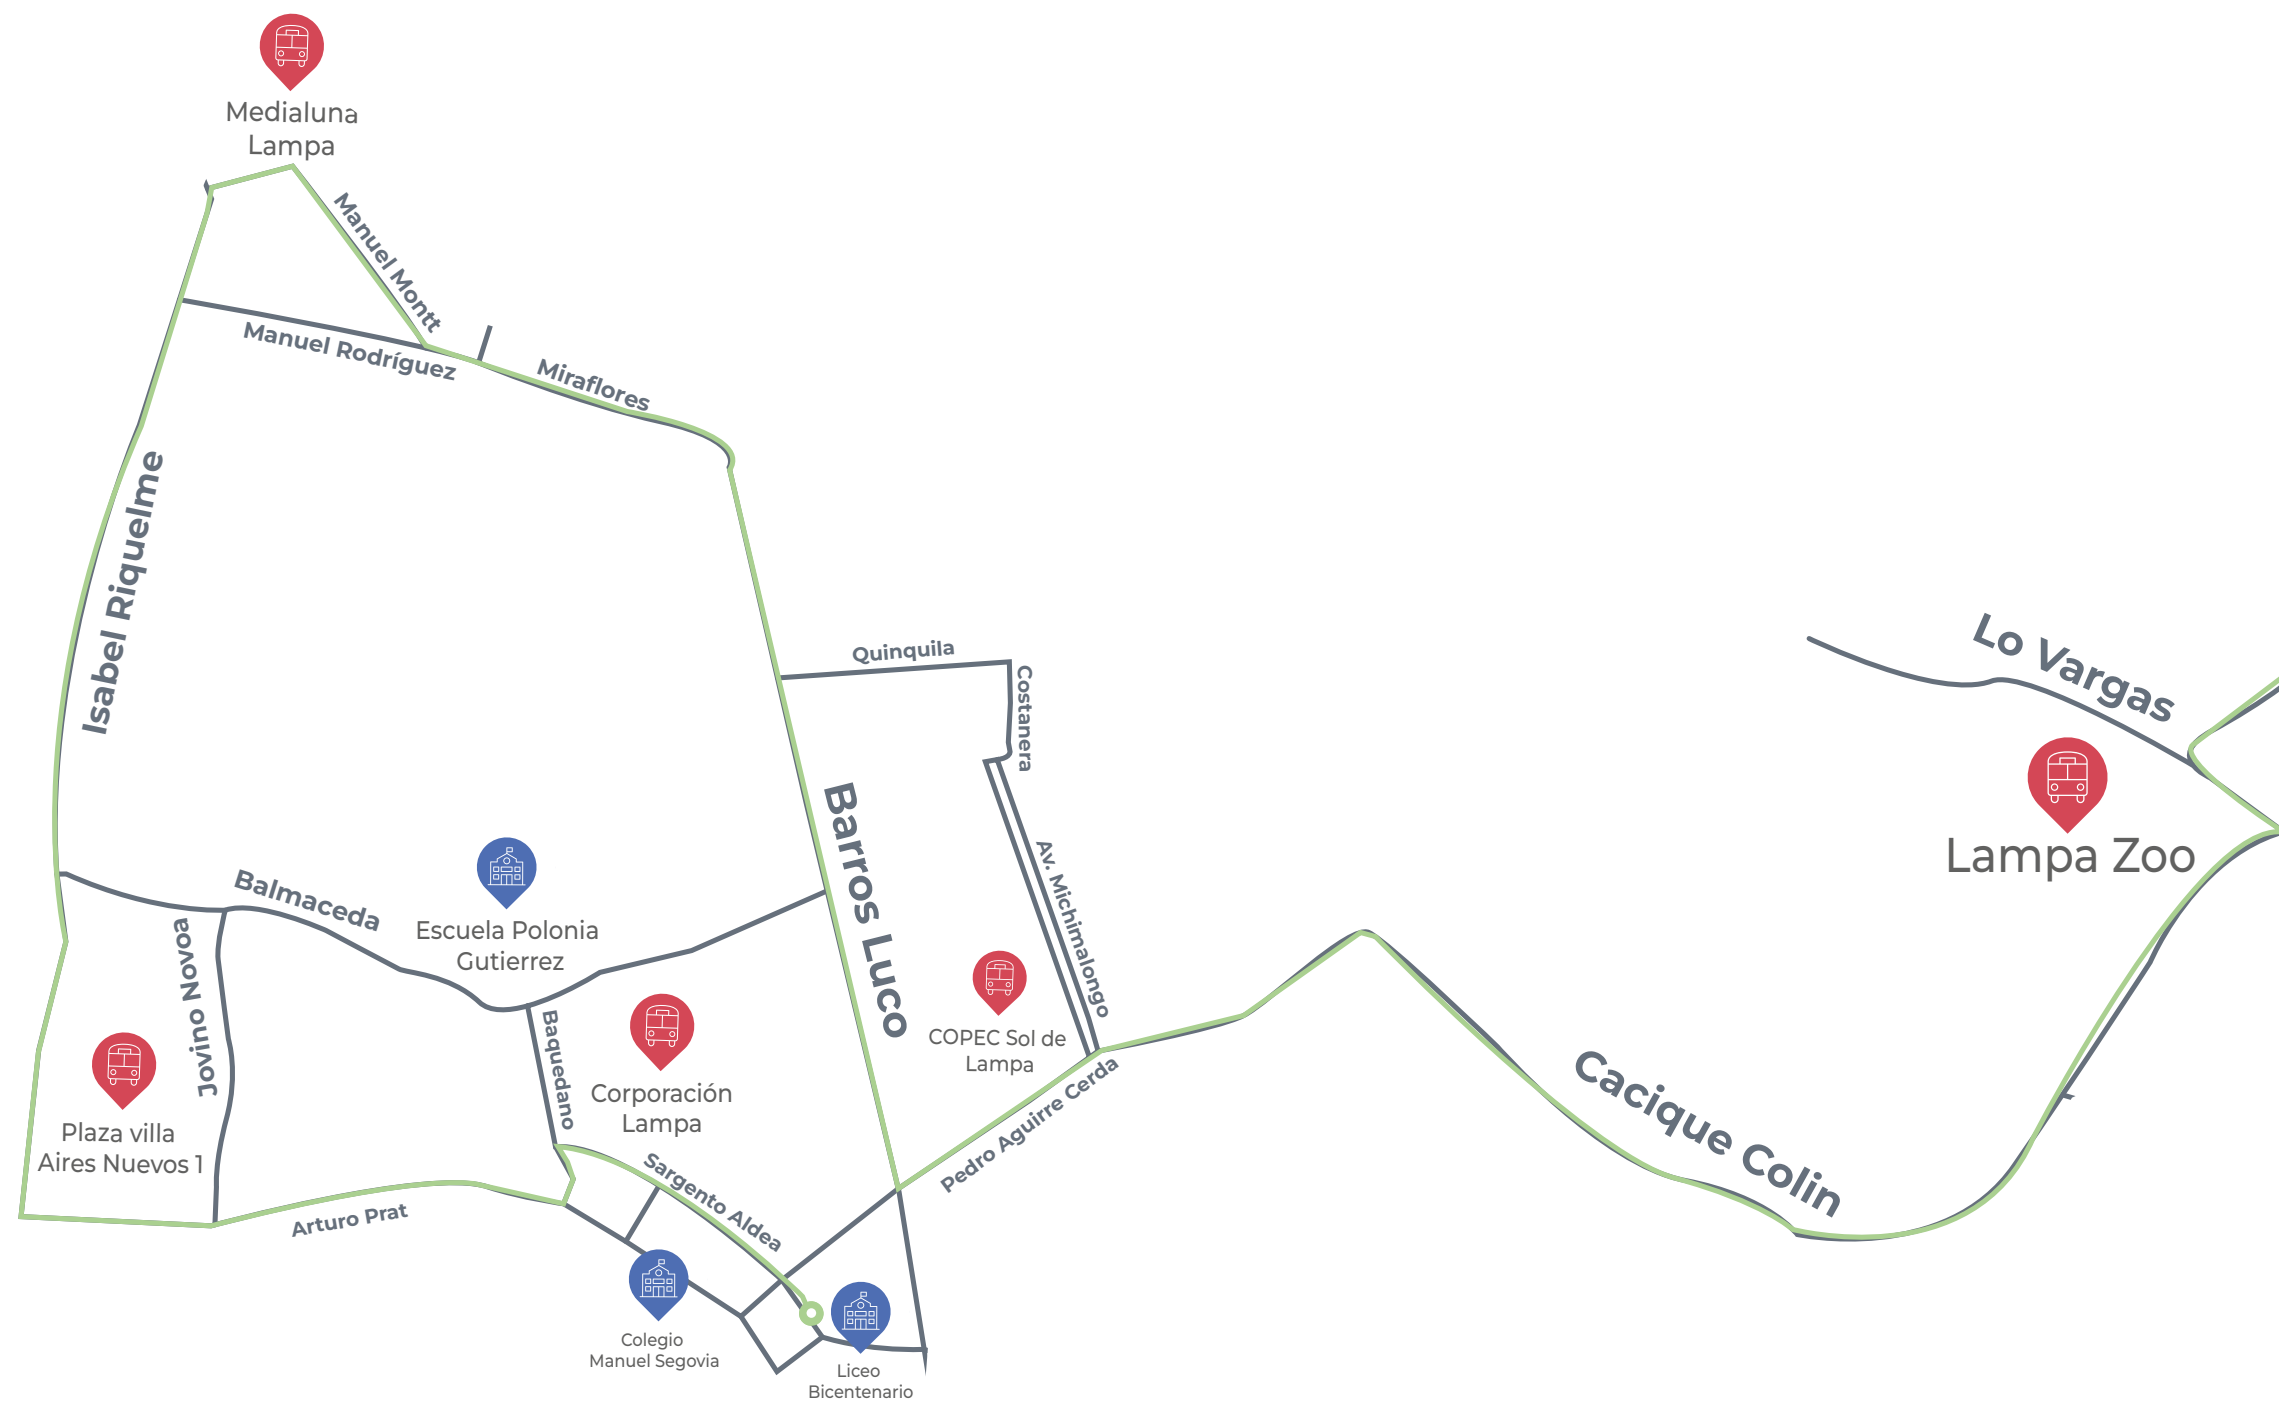 Medialuna
Lampa
Manuel Montt
Manuel Rodríguez
Miraflores
Isabel Riquelme
Quinquila
Costanera
Lo Vargas
Lampa Zoo
Barros Luco
Av. Michimalongo
Balmaceda
Jovino Novoa
Escuela Polonia
Gutierrez
Baquedano
Corporación
Lampa
COPEC Sol de
Lampa
Plaza villa
Aires Nuevos 1
Pedro Aguirre Cerda
Cacique Colin
Sargento Aldea
Arturo Prat
Colegio
Manuel Segovia
Liceo
Bicentenario